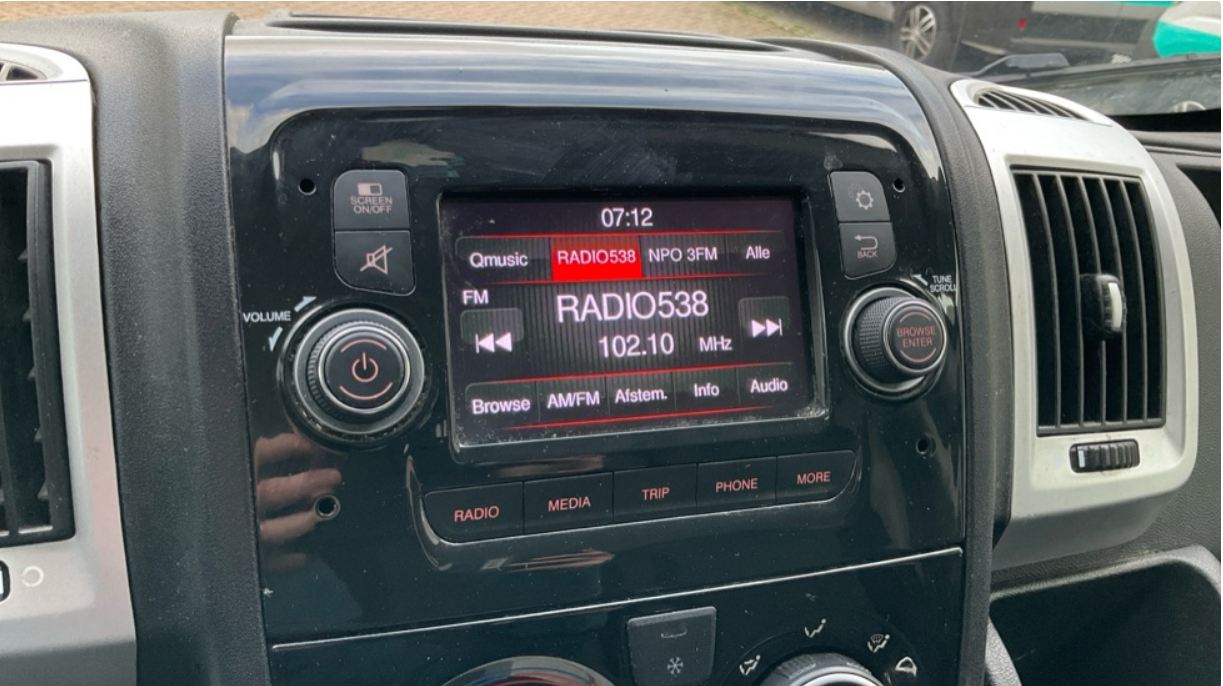 SCREEN
ON/OFF
VOLUME
07:12
Qmusic RADIO538 NPO 3FM Alle
FM
RADIO538
102.10 MHz
Browse AM/FM Afstem. Info Audio
BACK
TUNE
SCROLL
BROWSE
ENTER
RADIO MEDIA TRIP PHONE MORE